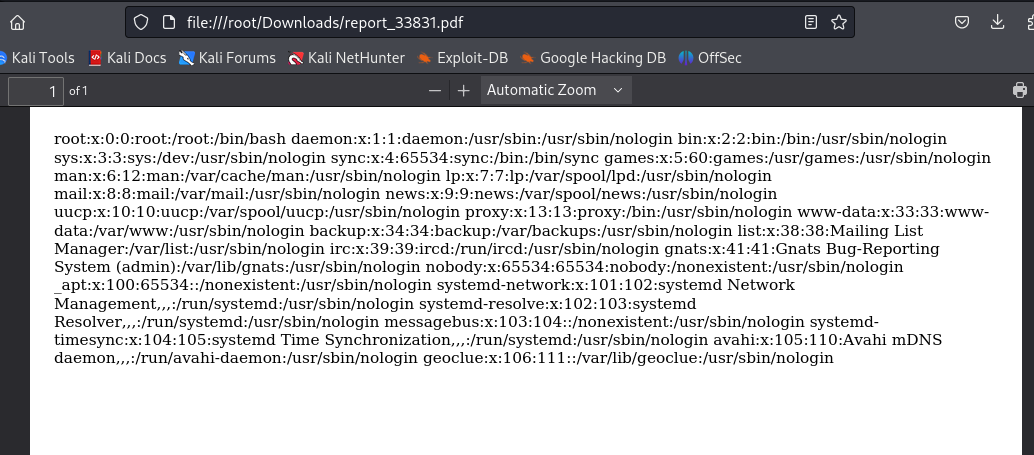 file:///root/Downloads/report_33831.pdf
Kali Tools Kali Docs Kali Forums Kali NetHunter Exploit-DB Google Hacking DB OffSec
1 of 1 Automatic Zoom
root:x:0:0:root:/root:/bin/bash daemon:x:1:1:daemon:/usr/sbin:/usr/sbin/nologin bin:x:2:2:bin:/bin:/usr/sbin/nologin
sys:x:3:3:sys:/dev:/usr/sbin/nologin sync:x:4:65534:sync:/bin:/bin/sync games:x:5:60:games:/usr/games:/usr/sbin/nologin
man:x:6:12:man:/var/cache/man:/usr/sbin/nologin lp:x:7:7:lp:/var/spool/lpd:/usr/sbin/nologin
mail:x:8:8:mail:/var/mail:/usr/sbin/nologin news:x:9:9:news:/var/spool/news:/usr/sbin/nologin
uucp:x:10:10:uucp:/var/spool/uucp:/usr/sbin/nologin proxy:x:13:13:proxy:/bin:/usr/sbin/nologin www-data:x:33:33:www-
data:/var/www:/usr/sbin/nologin backup:x:34:34:backup:/var/backups:/usr/sbin/nologin list:x:38:38:Mailing List
Manager:/var/list:/usr/sbin/nologin irc:x:39:39:ircd:/run/ircd:/usr/sbin/nologin gnats:x:41:41:Gnats Bug-Reporting
System (admin):/var/lib/gnats:/usr/sbin/nologin nobody:x:65534:65534:nobody:/nonexistent:/usr/sbin/nologin
_apt:x:100:65534::/nonexistent:/usr/sbin/nologin systemd-network:x:101:102:systemd Network
Management,,,:/run/systemd:/usr/sbin/nologin systemd-resolve:x:102:103:systemd
Resolver,,,:/run/systemd:/usr/sbin/nologin messagebus:x:103:104::/nonexistent:/usr/sbin/nologin systemd-
timesync:x:104:105:systemd Time Synchronization,,,:/run/systemd:/usr/sbin/nologin avahi:x:105:110:Avahi mDNS
daemon,,,:/run/avahi-daemon:/usr/sbin/nologin geoclue:x:106:111::/var/lib/geoclue:/usr/sbin/nologin